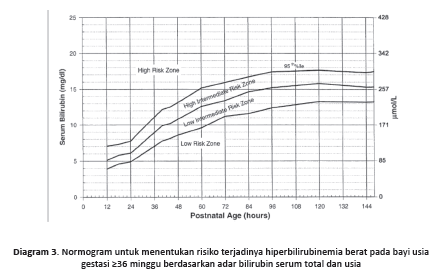 25
428
20
342
15
257
10
171
5
85
0
0
Serum Bilirubin (mg/dl)
µmol/L
High Risk Zone
95 th%ile
High Intermediate Risk Zone
Low Intermediate Risk Zone
Low Risk Zone
0 12 24 36 48 60 72 84 96 108 120 132 144
Postnatal Age (hours)
Diagram 3. Normogram untuk menentukan risiko terjadinya hiperbilirubinemia berat pada bayi usia
gestasi ≥36 minggu berdasarkan adar bilirubin serum total dan usia